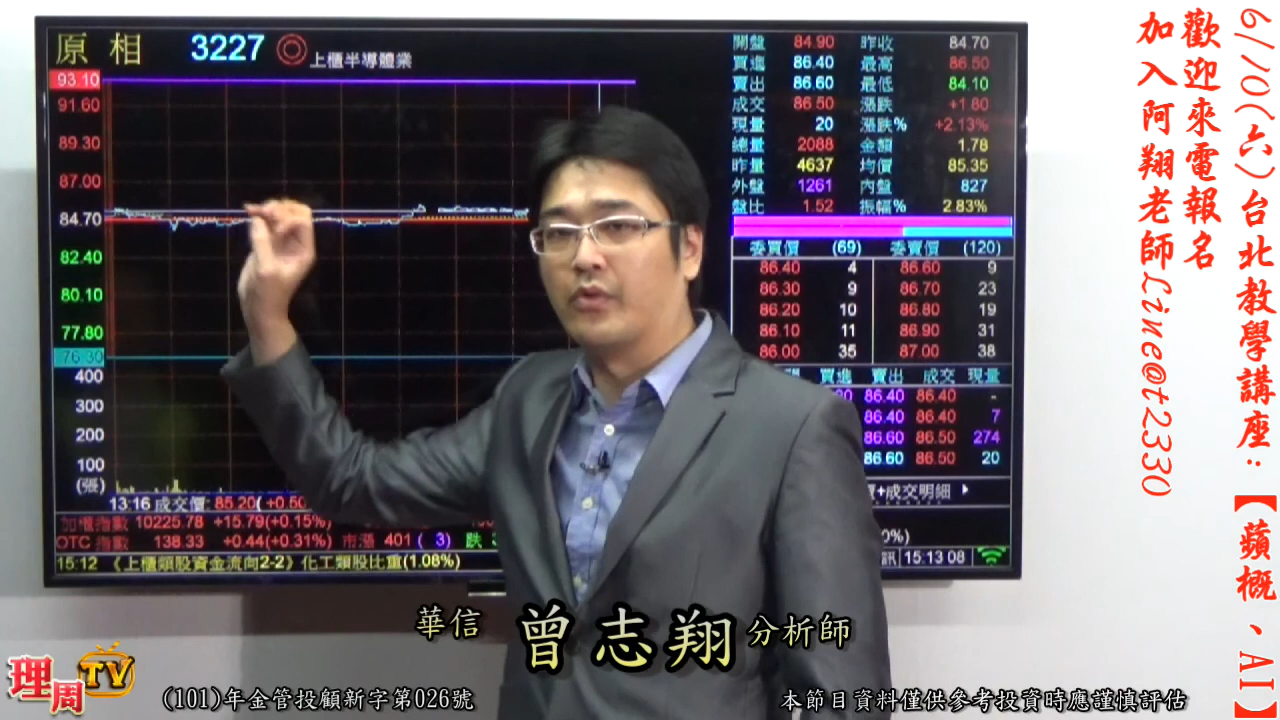 原相 3227 上櫃半導體業
93.10
91.60
89.30
87.00
84.70
82.40
80.10
77.80
76.30
400
300
200
100
(張)
13:16 成交價: 85.20( +0.50
加櫃指數 10225.78 +15.79(+0.15%)
OTC 指數 138.33 +0.44(+0.31%) 市漲 401( 3) 跌
15:12 《上櫃類股資金流向2-2》化工類股比重(1.08%)
開盤 84.90 昨收 84.70
買進 86.40 最高 86.50
賣出 86.60 最低 84.10
成交 86.50 漲跌 +1.80
現量 20 漲跌% +2.13%
總量 2088 金額 1.78
昨量 4637 均價 85.35
外盤 1261 內盤 827
盤比 1.52 振幅% 2.83%
委買價 (69) 委賣價 (120)
86.40 4 86.60 9
86.30 9 86.70 23
86.20 10 86.80 19
86.10 11 86.90 31
86.00 35 87.00 38
買進 賣出 成交 現量
86.40 86.40 -
86.40 86.40 7
86.60 86.50 274
86.60 86.50 20
+成交明細
0%)
訊 15:13:08
6/10(六)台北教學講座:【蘋概、AI】
歡迎來電報名
加入阿翔老師Line@t2330
華信 曾志翔 分析師
理周TV
(101)年金管投顧新字第026號
本節目資料僅供參考投資時應謹慎評估